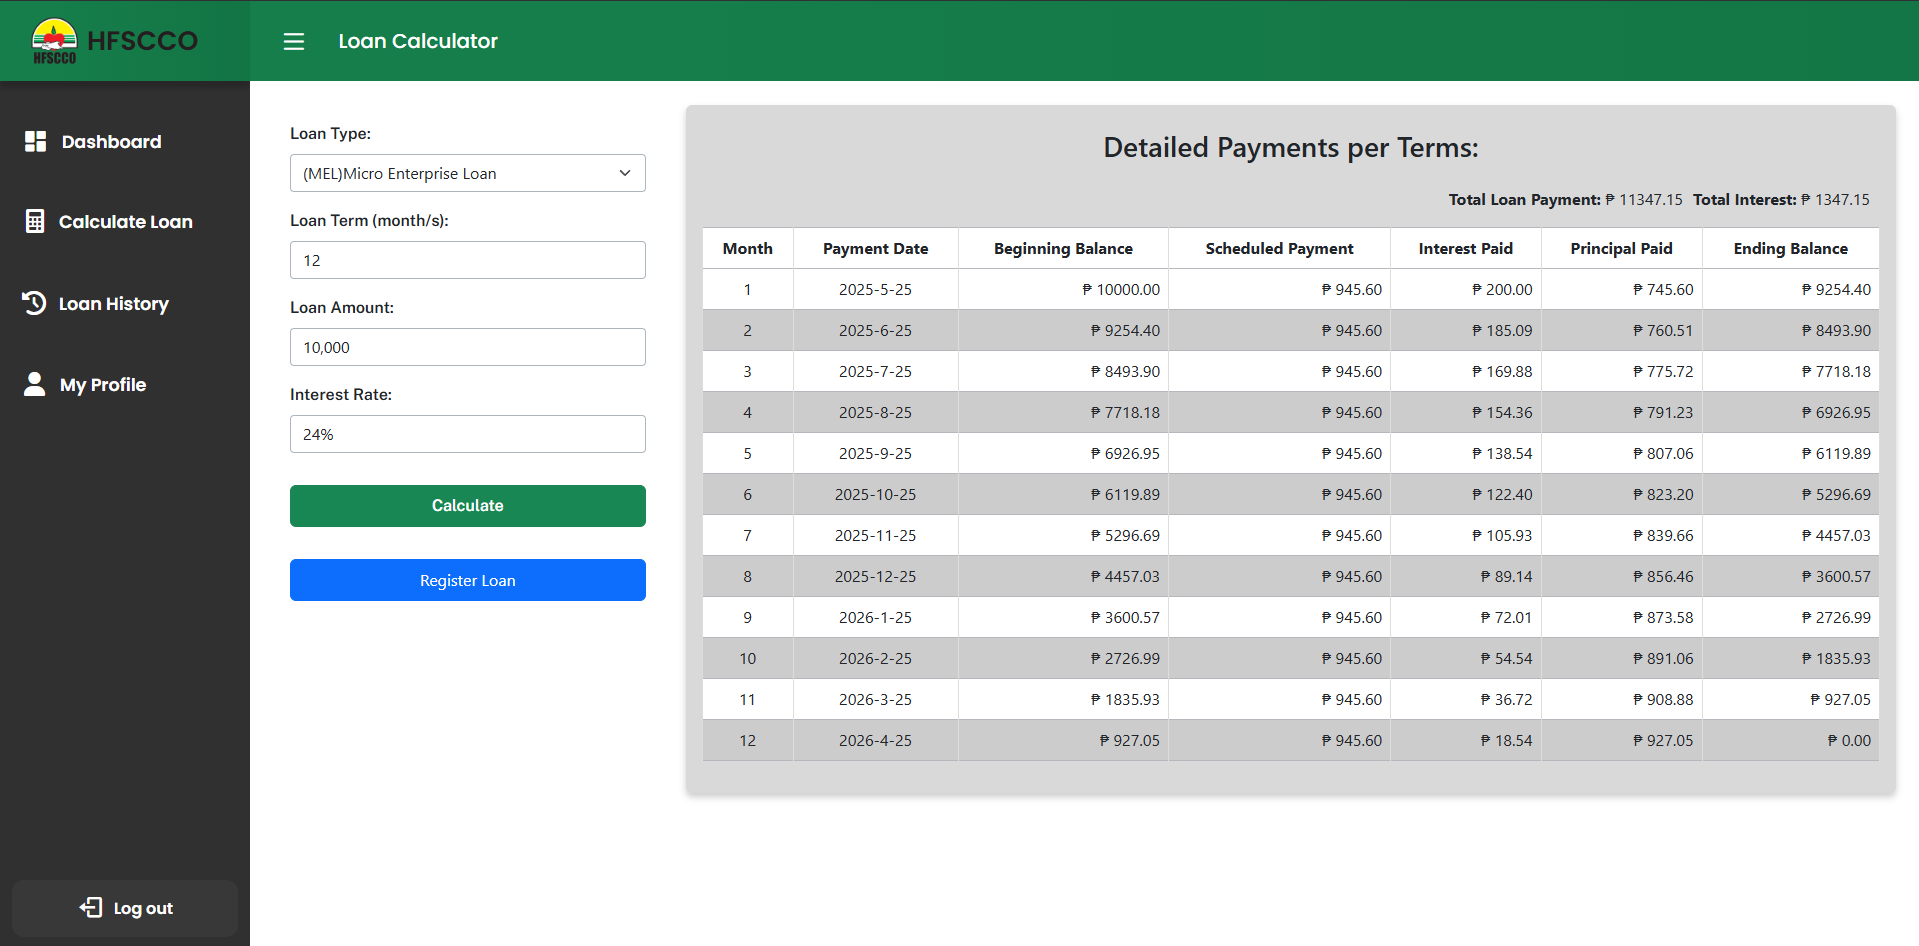 HFSCCO
HFSCCO
Loan Calculator
Dashboard
Calculate Loan
Loan History
My Profile
Log out
Loan Type:
(MEL)Micro Enterprise Loan
Loan Term (month/s):
12
Loan Amount:
10,000
Interest Rate:
24%
Calculate
Register Loan
Detailed Payments per Terms:
Total Loan Payment: ₱ 11347.15 Total Interest: ₱ 1347.15
Month Payment Date Beginning Balance Scheduled Payment Interest Paid Principal Paid Ending Balance
1 2025-5-25 ₱ 10000.00 ₱ 945.60 ₱ 200.00 ₱ 745.60 ₱ 9254.40
2 2025-6-25 ₱ 9254.40 ₱ 945.60 ₱ 185.09 ₱ 760.51 ₱ 8493.90
3 2025-7-25 ₱ 8493.90 ₱ 945.60 ₱ 169.88 ₱ 775.72 ₱ 7718.18
4 2025-8-25 ₱ 7718.18 ₱ 945.60 ₱ 154.36 ₱ 791.23 ₱ 6926.95
5 2025-9-25 ₱ 6926.95 ₱ 945.60 ₱ 138.54 ₱ 807.06 ₱ 6119.89
6 2025-10-25 ₱ 6119.89 ₱ 945.60 ₱ 122.40 ₱ 823.20 ₱ 5296.69
7 2025-11-25 ₱ 5296.69 ₱ 945.60 ₱ 105.93 ₱ 839.66 ₱ 4457.03
8 2025-12-25 ₱ 4457.03 ₱ 945.60 ₱ 89.14 ₱ 856.46 ₱ 3600.57
9 2026-1-25 ₱ 3600.57 ₱ 945.60 ₱ 72.01 ₱ 873.58 ₱ 2726.99
10 2026-2-25 ₱ 2726.99 ₱ 945.60 ₱ 54.54 ₱ 891.06 ₱ 1835.93
11 2026-3-25 ₱ 1835.93 ₱ 945.60 ₱ 36.72 ₱ 908.88 ₱ 927.05
12 2026-4-25 ₱ 927.05 ₱ 945.60 ₱ 18.54 ₱ 927.05 ₱ 0.00